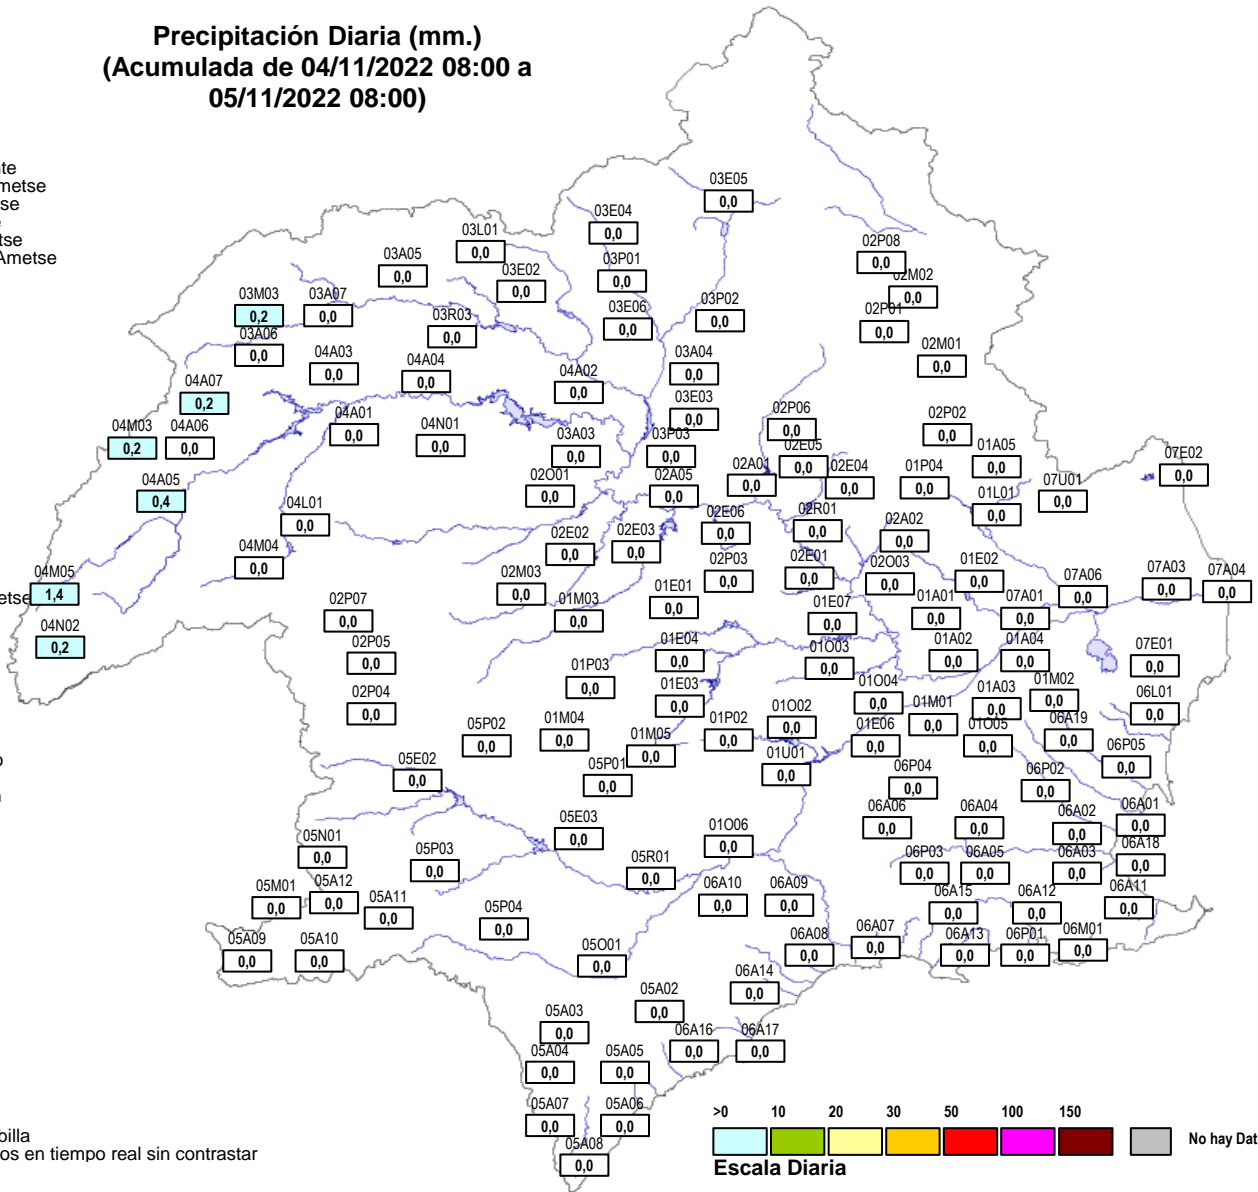 Precipitación Diaria (mm.)
(Acumulada de 04/11/2022 08:00 a
05/11/2022 08:00)
nte
metse
se
e
tse
Ametse
03E05
0,0
03E04
0,0
03L01
0,0
03A05
0,0
03E02
0,0
03P01
0,0
02P08
0,0
02M02
0,0
03M03
0,2
03A07
0,0
03R03
0,0
03E06
0,0
03P02
0,0
02P01
0,0
03A06
0,0
04A03
0,0
04A04
0,0
04A02
0,0
03A04
0,0
02M01
0,0
04A07
0,2
03E03
0,0
04M03
0,2
04A06
0,0
04A01
0,0
04N01
0,0
03A03
0,0
03P03
0,0
02P06
0,0
02P02
0,0
02E05
0,0
01A05
0,0
07E02
0,0
04A05
0,4
02O01
0,0
02A05
0,0
02A01
0,0
02E04
0,0
01P04
0,0
07U01
0,0
01L01
0,0
04L01
0,0
02E06
0,0
02R01
0,0
02A02
0,0
04M04
0,0
02E02
0,0
02E03
0,0
02P03
0,0
02E01
0,0
02O03
0,0
01E02
0,0
07A06
0,0
07A03
0,0
07A04
0,0
04M05
1,4
etse
02M03
0,0
01M03
0,0
01E01
0,0
01E07
0,0
01A01
0,0
07A01
0,0
04N02
0,2
02P07
0,0
02P05
0,0
01E04
0,0
01O03
0,0
01A02
0,0
01A04
0,0
07E01
0,0
02P04
0,0
01P03
0,0
01E03
0,0
01O04
0,0
01M01
0,0
01A03
0,0
01M02
0,0
06L01
0,0
05P02
0,0
01M04
0,0
01M05
0,0
01P02
0,0
01O02
0,0
01E06
0,0
01O05
0,0
06A19
0,0
06P05
0,0
o
05E02
0,0
05P01
0,0
01U01
0,0
06P04
0,0
06P02
0,0
05E03
0,0
01O06
0,0
06A06
0,0
06A04
0,0
06A02
0,0
06A01
0,0
05N01
0,0
05P03
0,0
05R01
0,0
06P03
0,0
06A05
0,0
06A03
0,0
06A18
0,0
05M01
0,0
05A12
0,0
05A11
0,0
05P04
0,0
06A10
0,0
06A09
0,0
06A15
0,0
06A12
0,0
06A11
0,0
05A09
0,0
05A10
0,0
05O01
0,0
06A08
0,0
06A07
0,0
06A13
0,0
06P01
0,0
06M01
0,0
05A02
0,0
06A14
0,0
05A03
0,0
06A16
0,0
06A17
0,0
05A04
0,0
05A05
0,0
05A07
0,0
05A06
0,0
05A08
0,0
billa
os en tiempo real sin contrastar
>0 10 20 30 50 100 150
No hay Dat
Escala Diaria